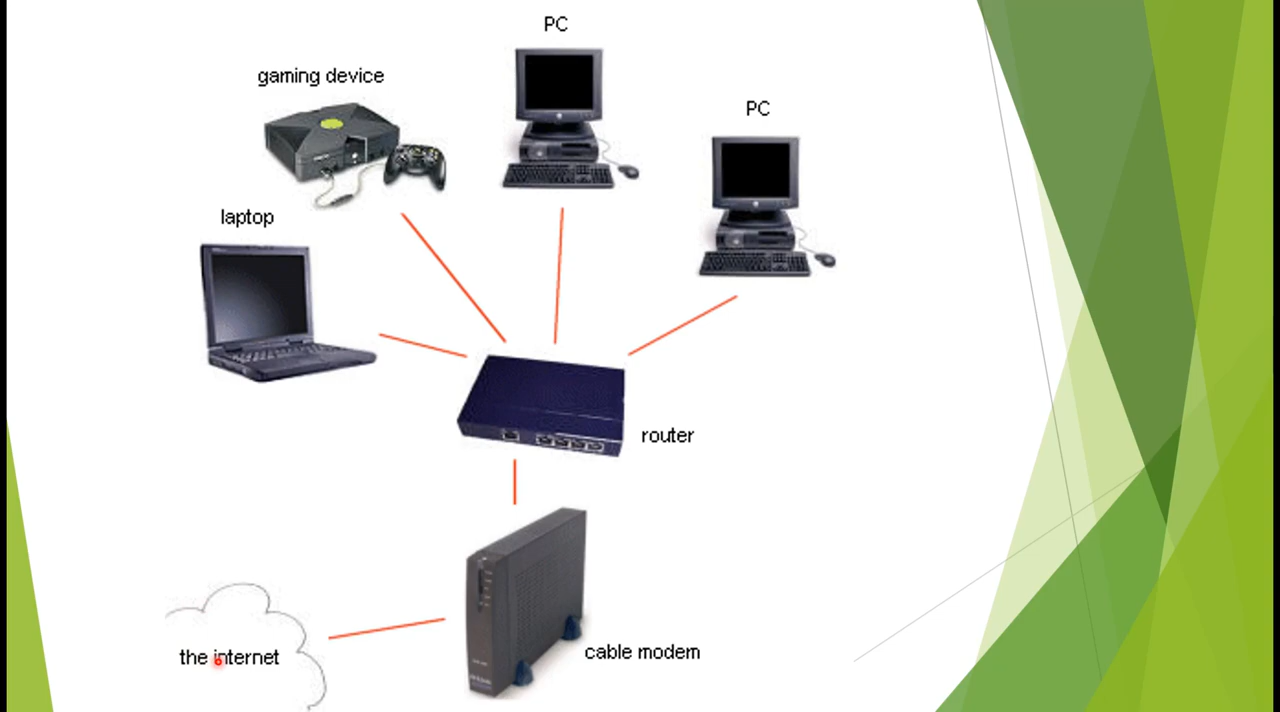 PC
gaming device
PC
laptop
router
the internet
cable modem